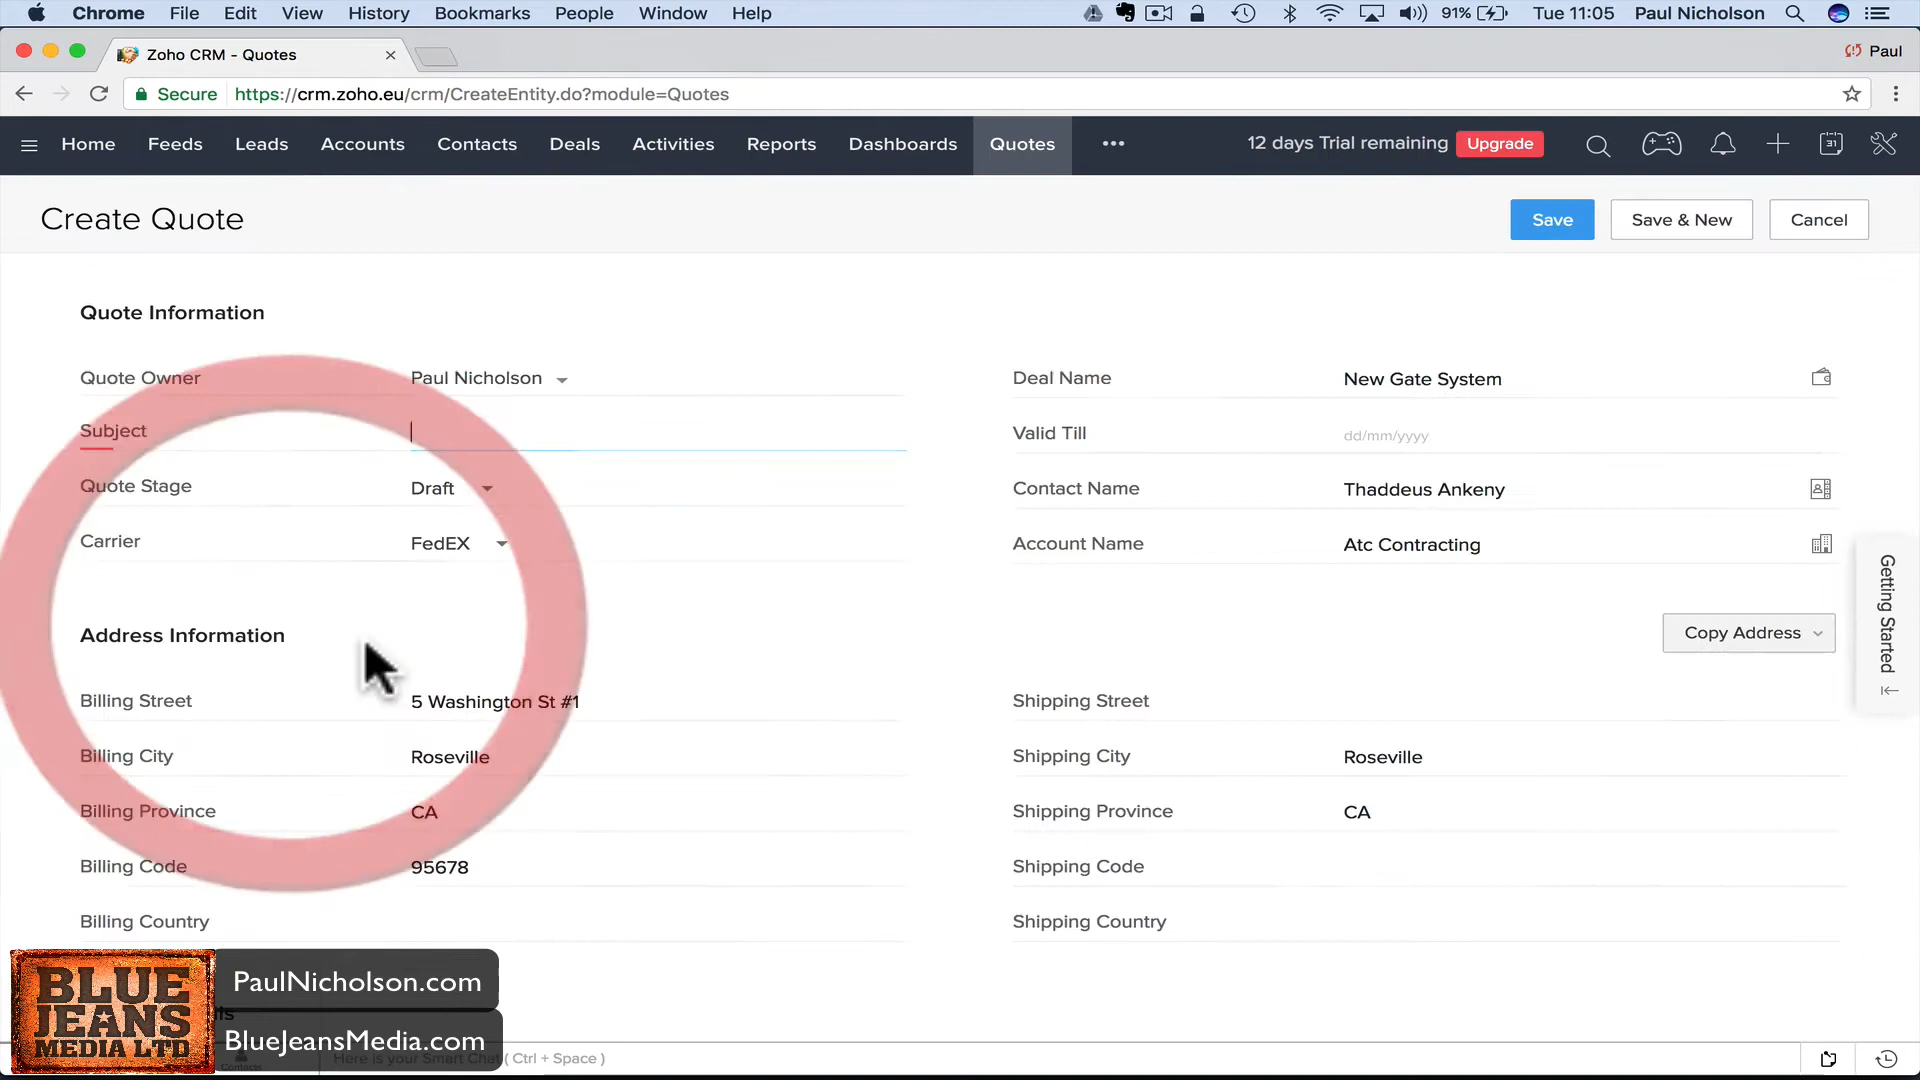 Chrome File Edit View History Bookmarks People Window Help 91% Tue 11:05 Paul Nicholson
Zoho CRM - Quotes Paul
Secure https://crm.zoho.eu/crm/CreateEntity.do?module=Quotes
Home Feeds Leads Accounts Contacts Deals Activities Reports Dashboards Quotes ••• 12 days Trial remaining Upgrade 31
Create Quote Save Save & New Cancel
Quote Information
Quote Owner Paul Nicholson Deal Name New Gate System
Subject Valid Till dd/mm/yyyy
Quote Stage Draft Contact Name Thaddeus Ankeny
Carrier FedEX Account Name Atc Contracting
Getting Started
Address Information Copy Address
Billing Street 5 Washington St #1 Shipping Street
Billing City Roseville Shipping City Roseville
Billing Province CA Shipping Province CA
Billing Code 95678 Shipping Code
Billing Country Shipping Country
BLUE JEANS MEDIA LTD
PaulNicholson.com
BlueJeansMedia.com
Here is your Smart Chat ( Ctrl + Space )